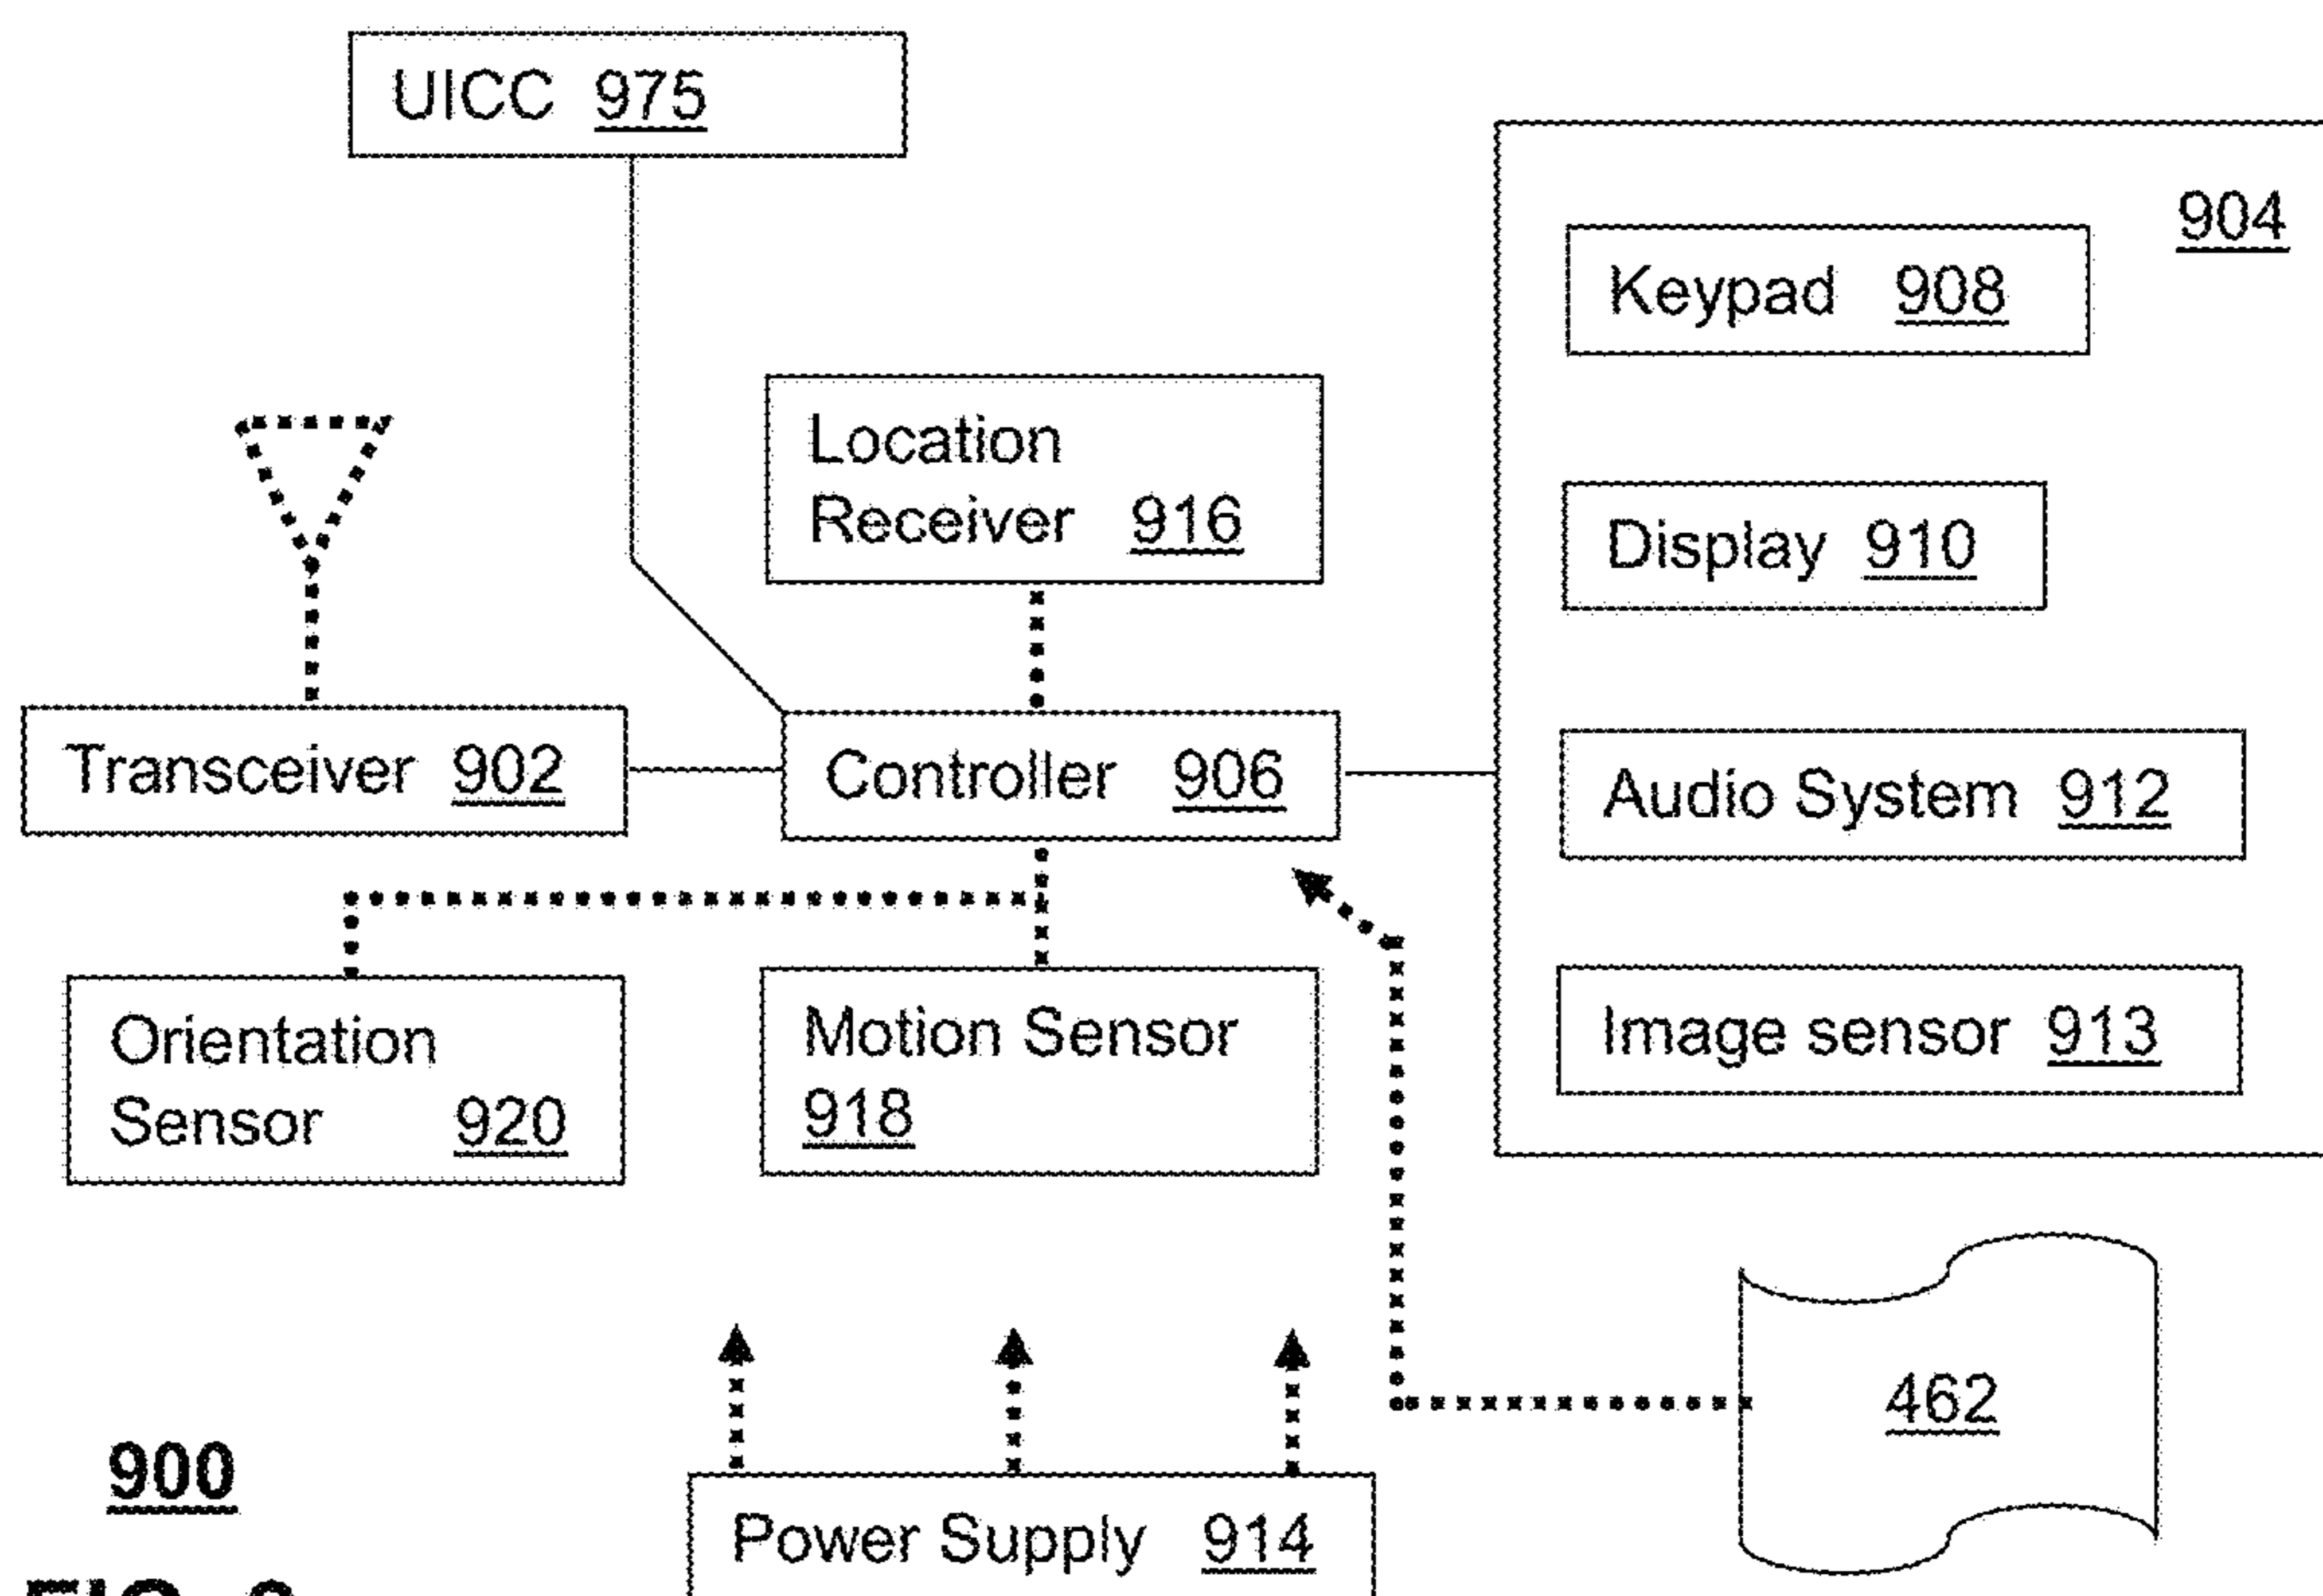 UICC 975
904
Keypad 908
Location
Receiver 916
Display 910
Transceiver 902
Controller 906
Audio System 912
Orientation
Sensor 920
Motion Sensor
918
Image sensor 913
462
900
Power Supply 914